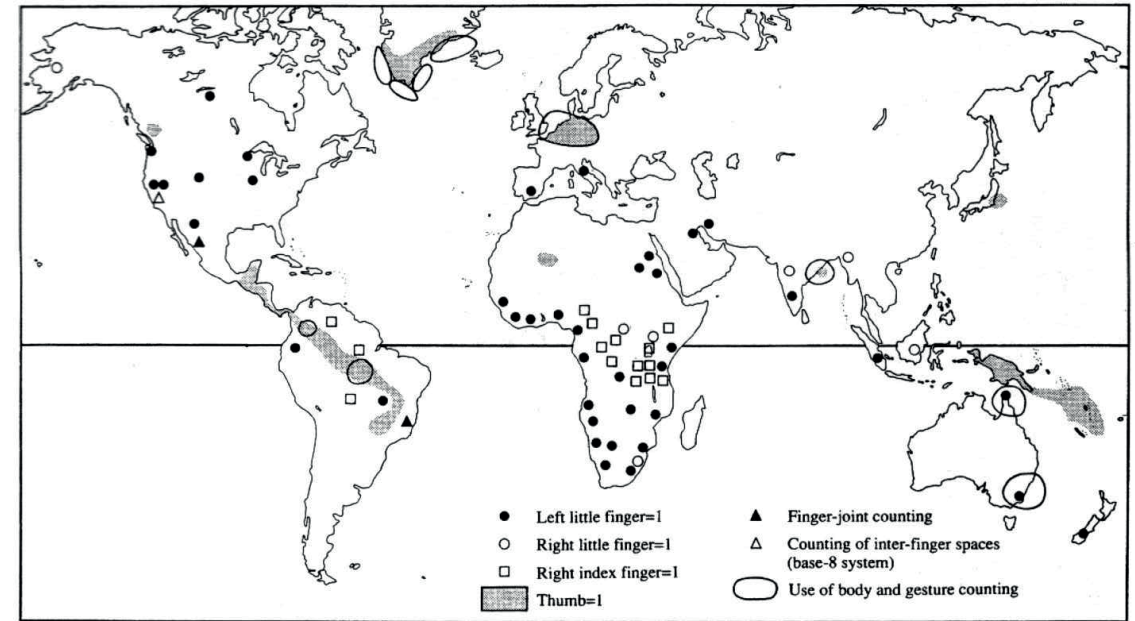 Left little finger=1
Right little finger=1
Right index finger=1
Thumb=1
Finger-joint counting
Counting of inter-finger spaces
(base-8 system)
Use of body and gesture counting